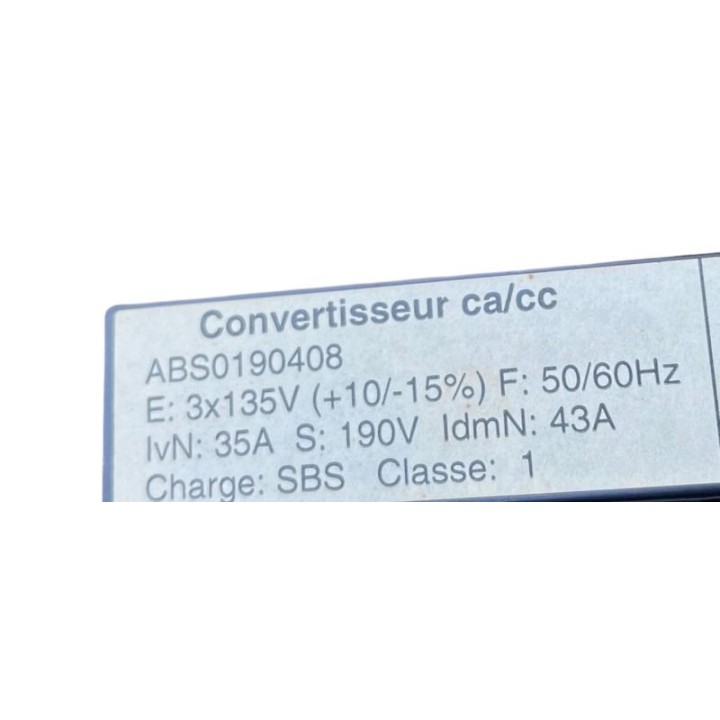 Convertisseur ca/cc
ABS0190408
E: 3x135V (+10/-15%) F: 50/60Hz
IvN: 35A S: 190V IdmN: 43A
Charge: SBS Classe: 1